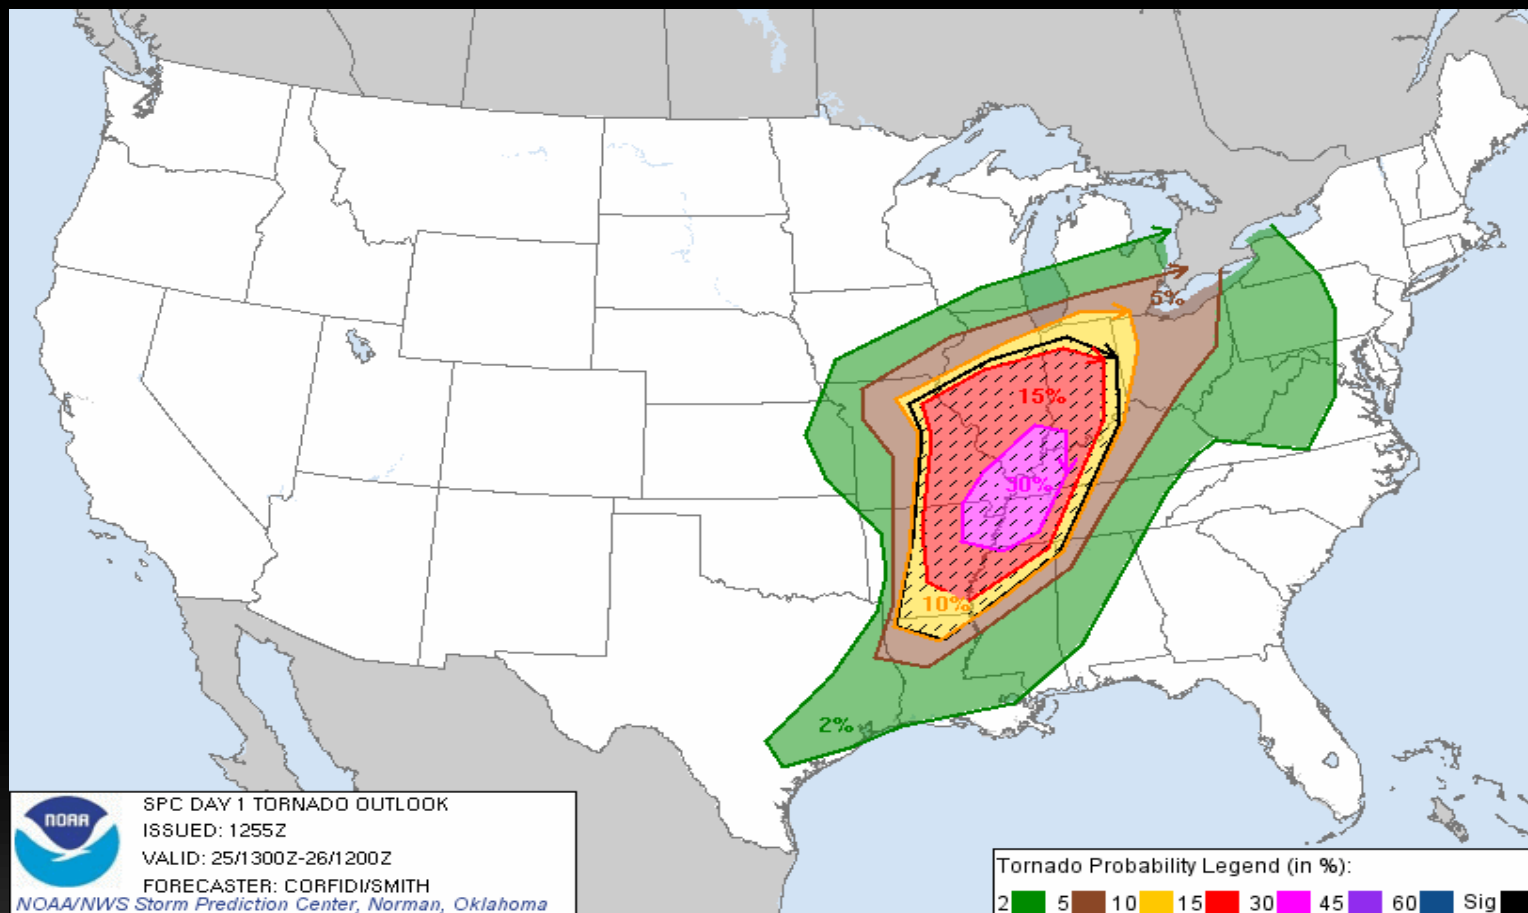 5%
15%
30%
10%
2%
NOAA
SPC DAY 1 TORNADO OUTLOOK
ISSUED: 1255Z
VALID: 25/1300Z-26/1200Z
FORECASTER: CORFIDI/SMITH
NOAA/NWS Storm Prediction Center, Norman, Oklahoma
Tornado Probability Legend (in %):
2 5 10 15 30 45 60 Sig